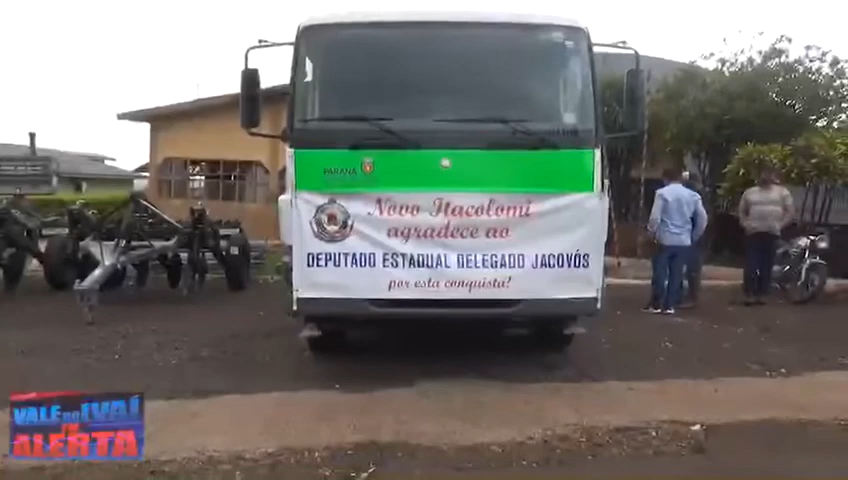 PARANÁ
Novo Itacolomi
agradece ao
DEPUTADO ESTADUAL DELEGADO JACOVÓS
por esta conquista!
VALE DO IVAÍ
ALERTA